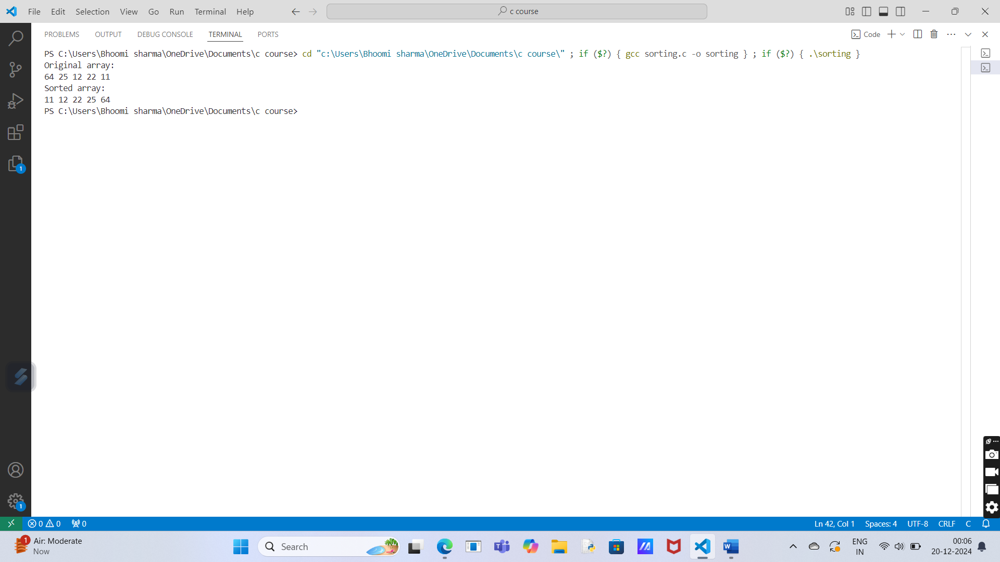 File Edit Selection View Go Run Terminal Help
c course
PROBLEMS OUTPUT DEBUG CONSOLE TERMINAL PORTS
Code
PS C:\Users\Bhoomi sharma\OneDrive\Documents\c course> cd "c:\Users\Bhoomi sharma\OneDrive\Documents\c course\" ; if ($?) { gcc sorting.c -o sorting } ; if ($?) { .\sorting }
Original array:
64 25 12 22 11
Sorted array:
11 12 22 25 64
PS C:\Users\Bhoomi sharma\OneDrive\Documents\c course>
1
1
0 0 0
Ln 42, Col 1 Spaces: 4 UTF-8 CRLF C
1
Air: Moderate
Now
Search
ENG
IN
00:06
20-12-2024